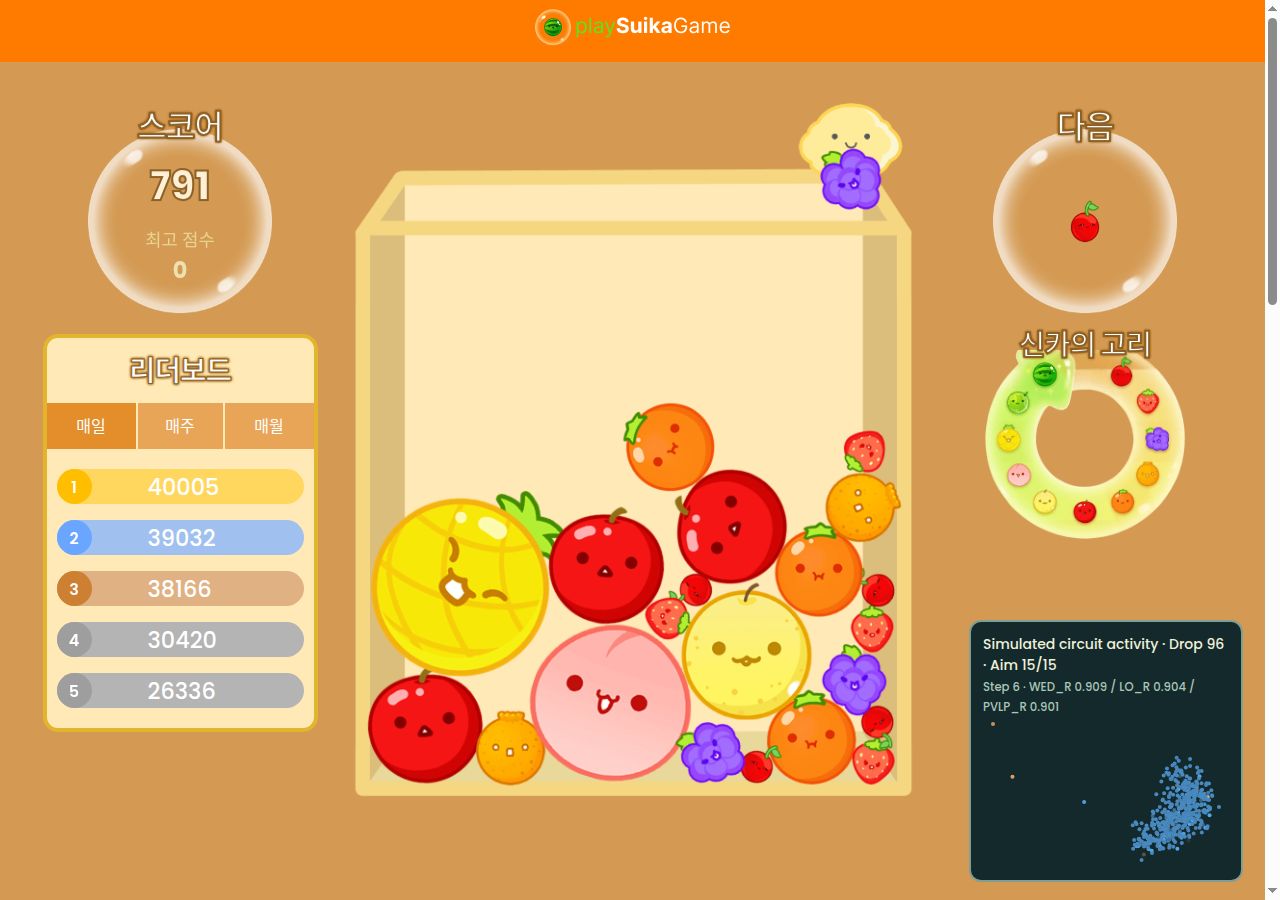 playSuikaGame
스코어
791
최고 점수
0
다음
리더보드
매일 매주 매월
1 40005
2 39032
3 38166
4 30420
5 26336
신카의 고리
Simulated circuit activity · Drop 96
· Aim 15/15
Step 6 · WED_R 0.909 / LO_R 0.904 /
PVLP_R 0.901